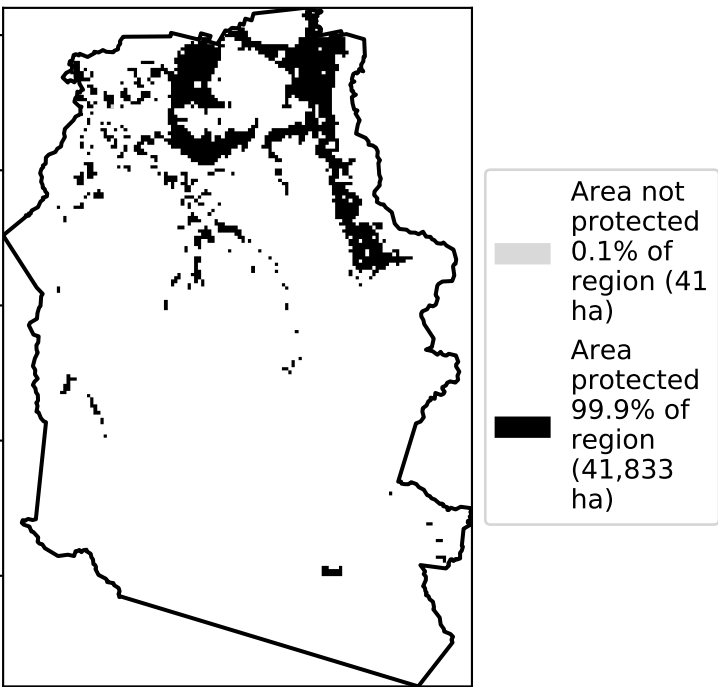 Area not
protected
0.1% of
region (41
ha)
Area
protected
99.9% of
region
(41,833
ha)